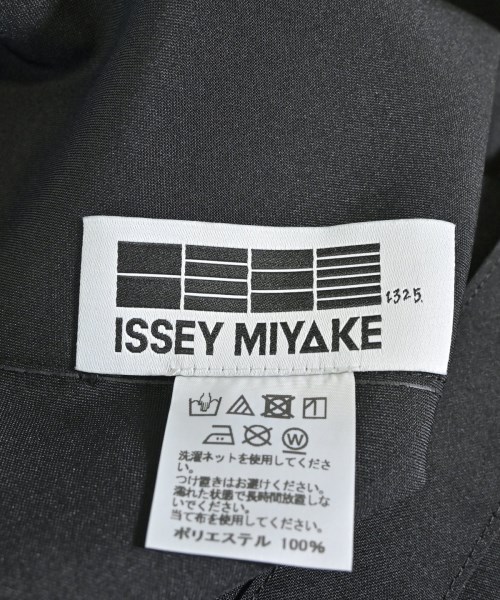 1325.
ISSEY MIYAKE
W
洗濯ネットを使用してくださ
い。
つけ置きはお避けください。
濡れた状態で長時間放置しな
いでください。
当て布を使用してください。
ポリエステル 100%